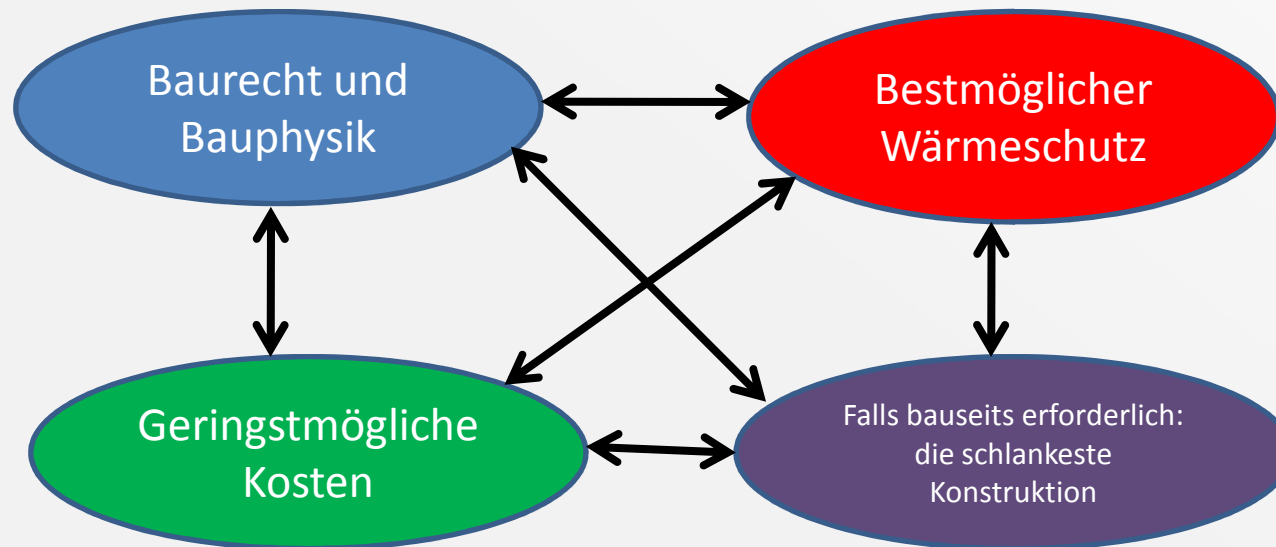 Baurecht und
Bauphysik
Bestmöglicher
Wärmeschutz
Geringstmögliche
Kosten
Falls bauseits erforderlich:
die schlankeste
Konstruktion